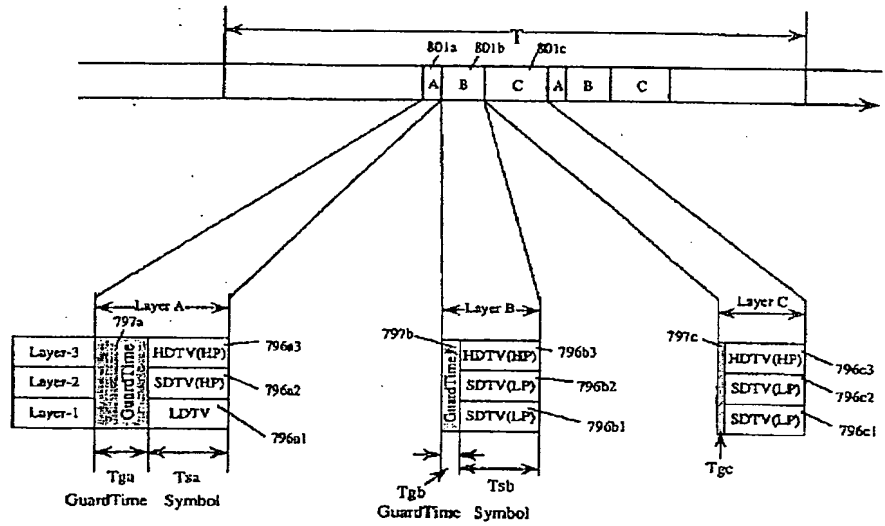 T
801a 801b 801c
A B C A B C
Layer A
797a
Layer-3 HDTV(HP) 796a3
Layer-2 SDTV(HP) 796a2
Layer-1 LDTV
796a1
GuardTime
Tga Tsa
GuardTime Symbol
Layer B
797b
HDTV(HP) 796b3
SDTV(LP) 796b2
SDTV(LP) 796b1
GuardTime
Tgb Tsb
GuardTime Symbol
Layer C
797c
HDTV(HP) 796c3
SDTV(LP) 796c2
SDTV(LP) 796c1
Tgc